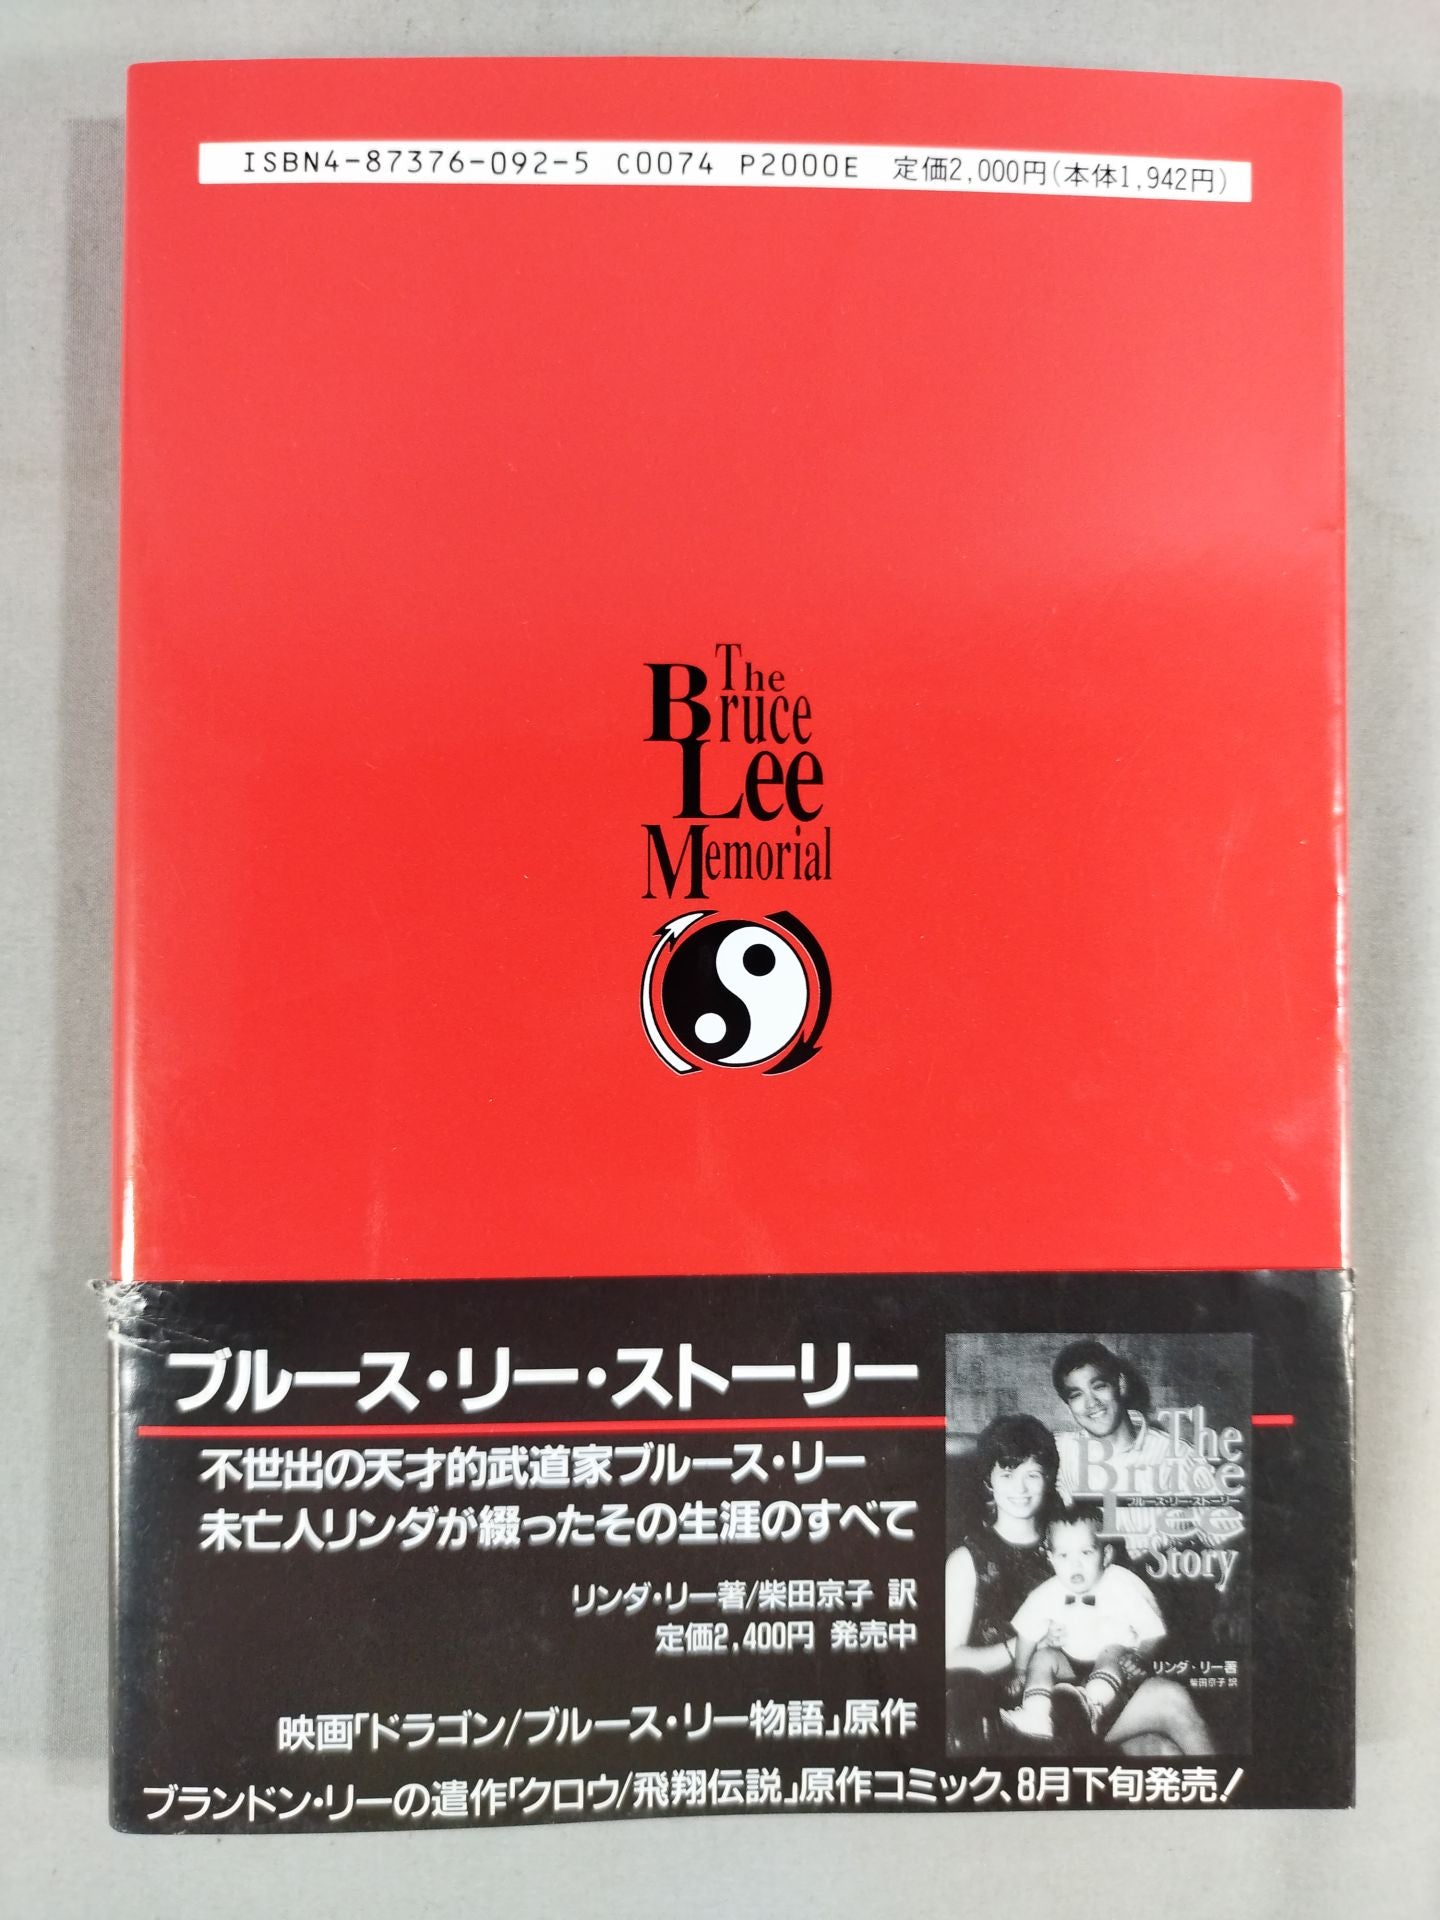 ISBN4-87376-092-5 C0074 P2000E 定価2,000円(本体1,942円)
The
Bruce
Lee
Memorial
ブルース・リー・ストーリー
不世出の天才的武道家ブルース・リー
未亡人リンダが綴ったその生涯のすべて
リンダ・リー著/柴田京子 訳
定価2,400円 発売中
映画「ドラゴン/ブルース・リー物語」原作
ブランドン・リーの遺作「クロウ/飛翔伝説」原作コミック、8月下旬発売!
The
Bruce
ブルース・リー・ストーリー
Lee
Story
リンダ・リー著
柴田京子 訳